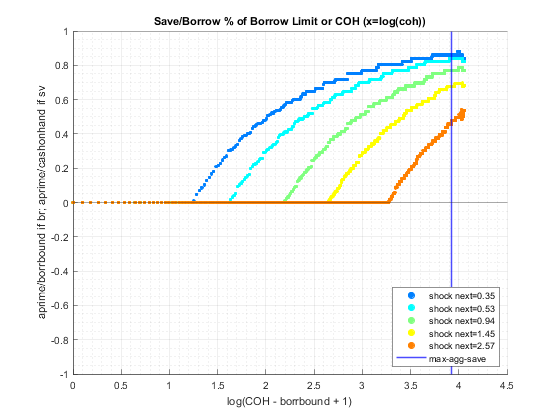 Save/Borrow % of Borrow Limit or COH (x=log(coh))
aprime/borrbound if br; aprime/cashonhand if sv
1
0.8
0.6
0.4
0.2
0
-0.2
-0.4
-0.6
-0.8
-1
shock next=0.35
shock next=0.53
shock next=0.94
shock next=1.45
shock next=2.57
max-agg-save
0
0.5
1
1.5
2
2.5
3
3.5
4
4.5
log(COH - borrbound + 1)